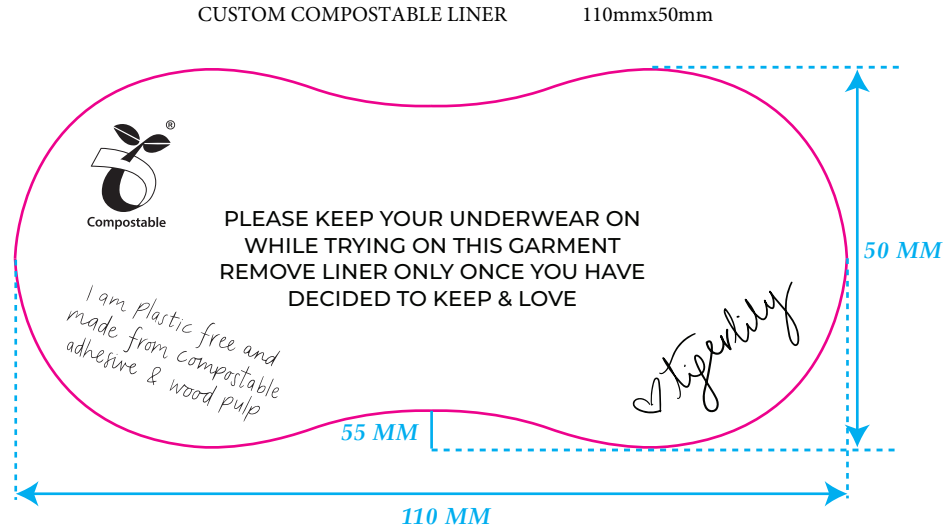 CUSTOM COMPOSTABLE LINER 110mmx50mm
®
Compostable
PLEASE KEEP YOUR UNDERWEAR ON
WHILE TRYING ON THIS GARMENT
REMOVE LINER ONLY ONCE YOU HAVE
DECIDED TO KEEP & LOVE
50 MM
I am plastic free and
made from compostable
adhesive & wood pulp
tigerlily
55 MM
110 MM